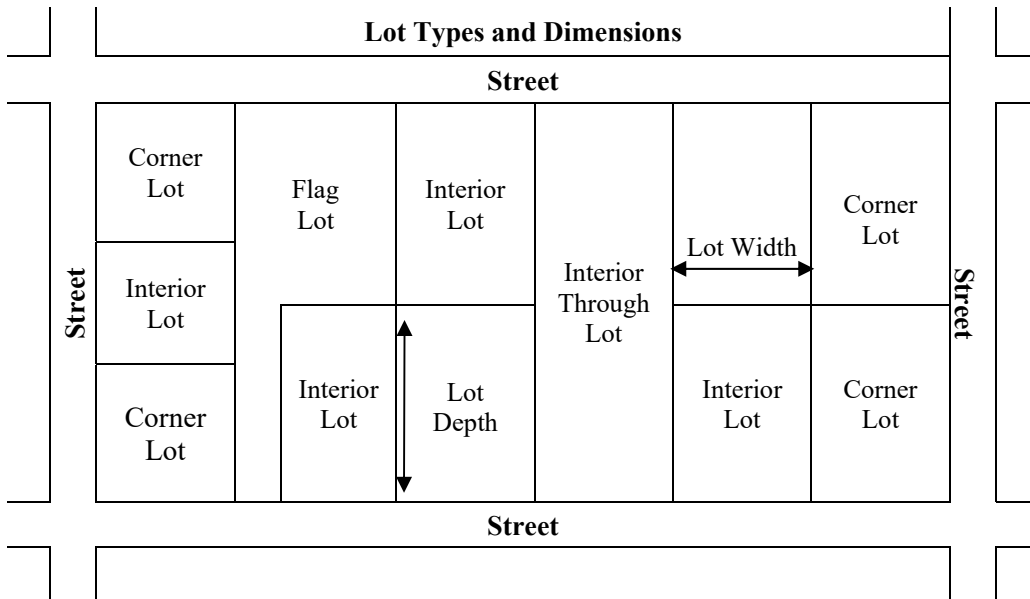 Lot Types and Dimensions
Street
Corner
Lot
Flag
Lot
Interior
Lot
Corner
Lot
Lot Width
Interior
Through
Lot
Interior
Lot
Street
Street
Corner
Lot
Interior
Lot
Lot
Depth
Interior
Lot
Corner
Lot
Street